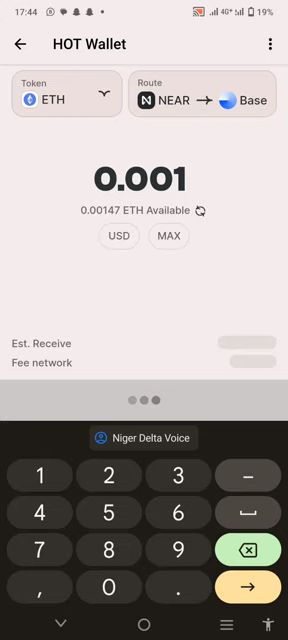 17:44 4G+ 19%
HOT Wallet
Token
ETH
Route
NEAR → Base
0.001
0.00147 ETH Available
USD MAX
Est. Receive
Fee network
Niger Delta Voice
1 2 3 –
4 5 6
7 8 9
, 0 . →